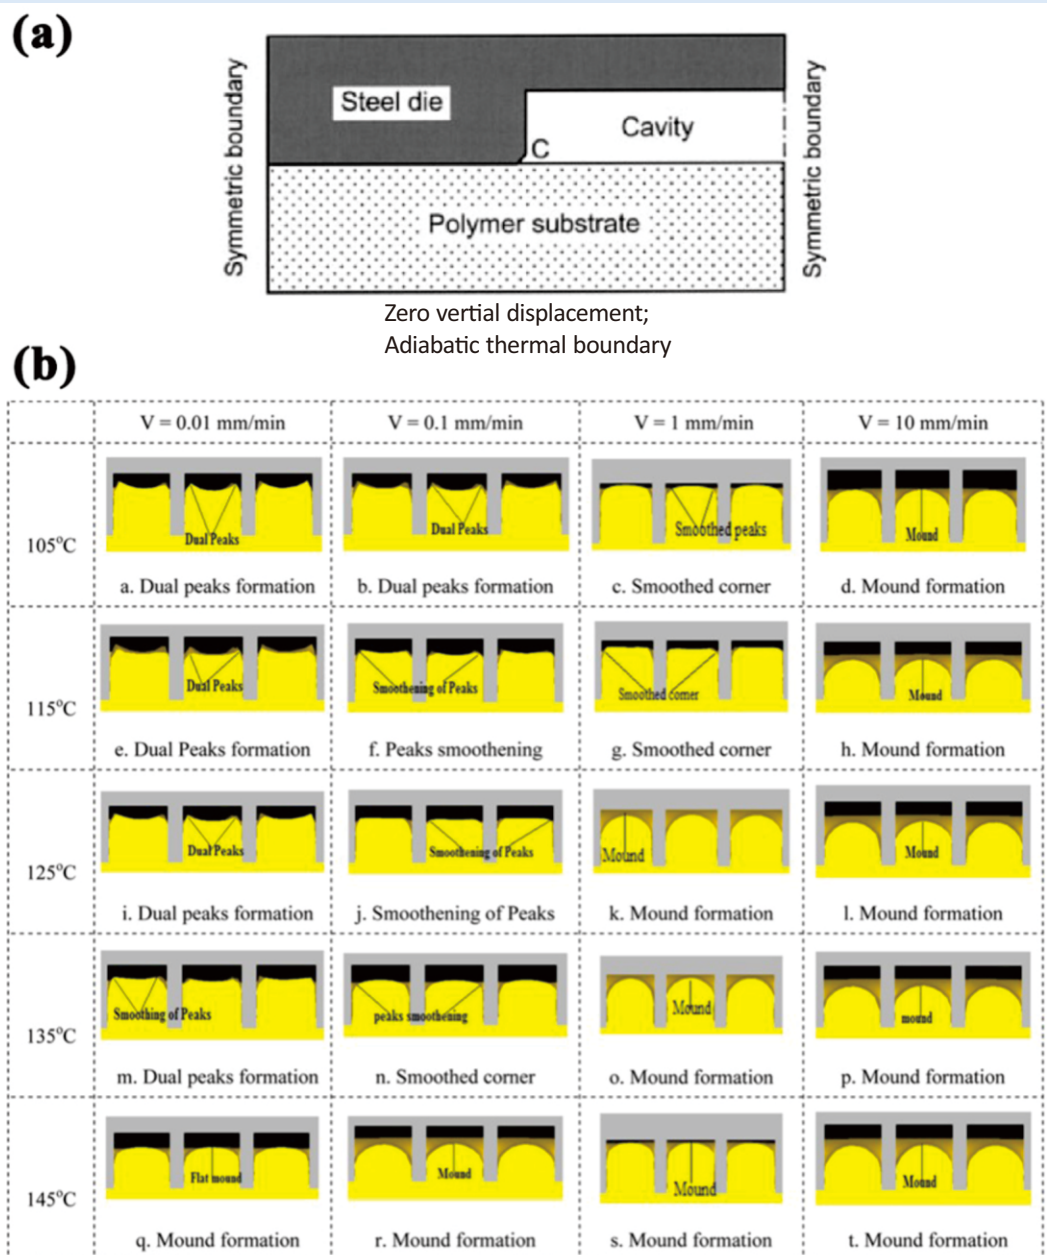 (a)
Symmetric boundary
Steel die
Cavity
C
Polymer substrate
Symmetric boundary
Zero vertial displacement;
Adiabatic thermal boundary
(b)
V = 0.01 mm/min
V = 0.1 mm/min
V = 1 mm/min
V = 10 mm/min
105°C
Dual Peaks
Dual Peaks
Smoothed peaks
Mound
a. Dual peaks formation
b. Dual peaks formation
c. Smoothed corner
d. Mound formation
115°C
Dual Peaks
Smoothening of Peaks
Smoothed corner
Mound
e. Dual Peaks formation
f. Peaks smoothening
g. Smoothed corner
h. Mound formation
125°C
Dual Peaks
Smoothening of Peaks
Mound
Mound
i. Dual peaks formation
j. Smoothening of Peaks
k. Mound formation
l. Mound formation
135°C
Smoothing of Peaks
peaks smoothening
Mound
mound
m. Dual peaks formation
n. Smoothed corner
o. Mound formation
p. Mound formation
145°C
Flat mound
Mound
Mound
Mound
q. Mound formation
r. Mound formation
s. Mound formation
t. Mound formation